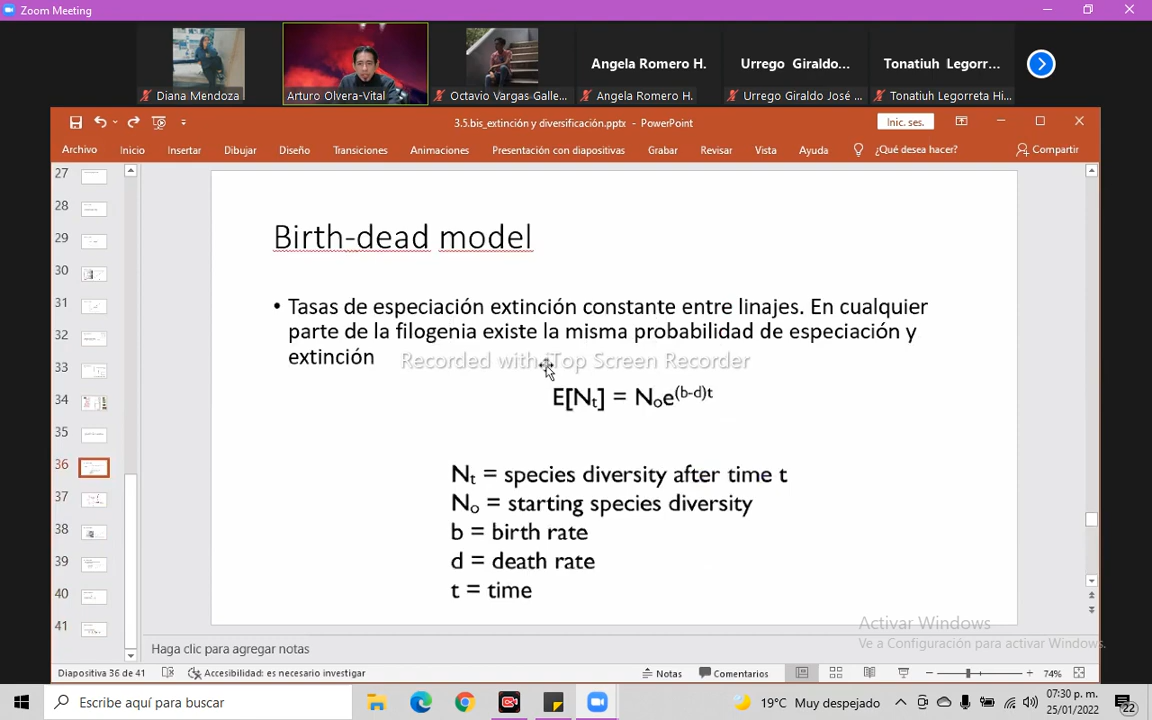 Zoom Meeting
Angela Romero H.
Urrego Giraldo...
Tonatiuh Legorr...
Diana Mendoza
Arturo Olvera-Vital
Octavio Vargas Galle...
Angela Romero H.
Urrego Giraldo José ...
Tonatiuh Legorreta Hi...
3.5.bis_extinción y diversificación.pptx - PowerPoint
Inic. ses.
Archivo Inicio Insertar Dibujar Diseño Transiciones Animaciones Presentación con diapositivas Grabar Revisar Vista Ayuda ¿Qué desea hacer? Compartir
27
28
29
30
31
32
33
34
35
36
37
38
39
40
41
Birth-dead model
• Tasas de especiación extinción constante entre linajes. En cualquier
parte de la filogenia existe la misma probabilidad de especiación y
extinción
Recorded with iTop Screen Recorder
E[Nt] = Noe(b-d)t
Nt = species diversity after time t
No = starting species diversity
b = birth rate
d = death rate
t = time
Activar Windows
Ve a Configuración para activar Windows.
Haga clic para agregar notas
Diapositiva 36 de 41 Accesibilidad: es necesario investigar Notas Comentarios 74%
Escribe aquí para buscar
19°C Muy despejado
07:30 p. m.
25/01/2022
22